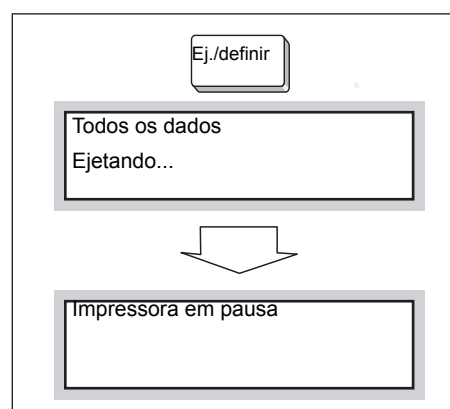 Ej./definir
Todos os dados
Ejetando...
Impressora em pausa